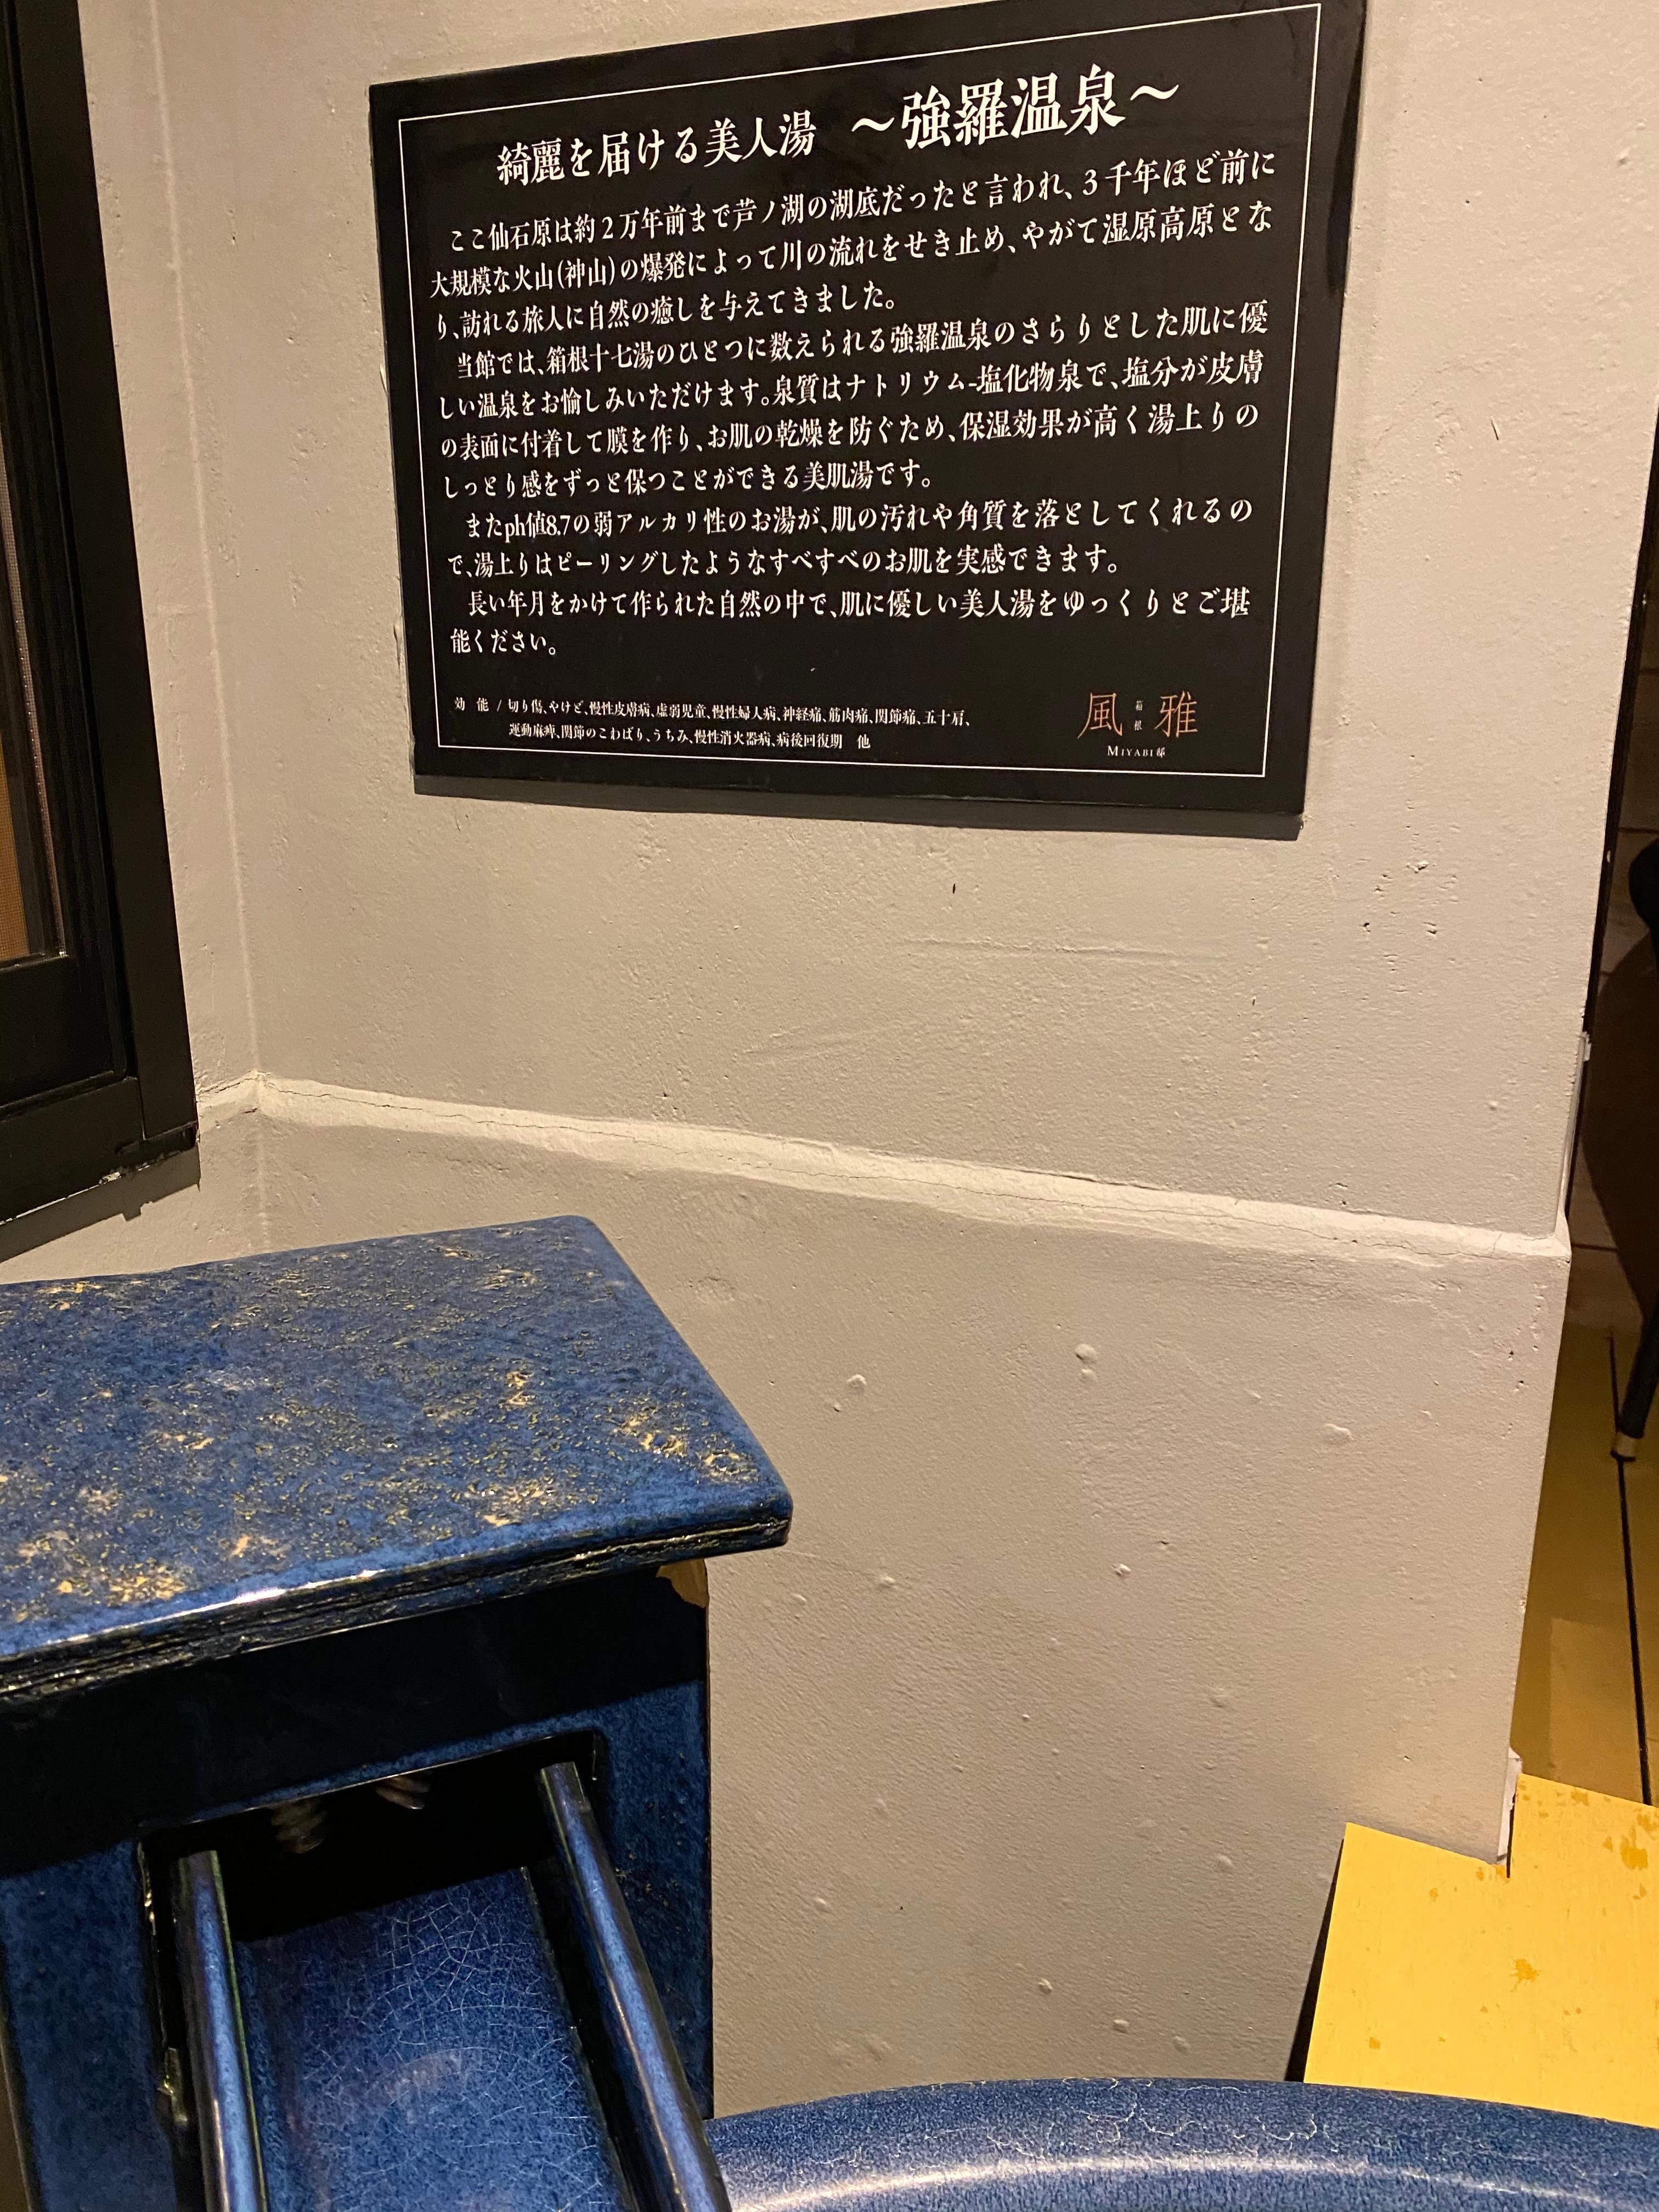 綺麗を届ける美人湯 ～強羅温泉～
ここ仙石原は約2万年前まで芦ノ湖の湖底だったと言われ、3千年ほど前に
大規模な火山(神山)の爆発によって川の流れをせき止め、やがて湿原高原とな
り、訪れる旅人に自然の癒しを与えてきました。
当館では、箱根十七湯のひとつに数えられる強羅温泉のさらりとした肌に優
しい温泉をお愉しみいただけます。泉質はナトリウム-塩化物泉で、塩分が皮膚
の表面に付着して膜を作り、お肌の乾燥を防ぐため、保湿効果が高く湯上りの
しっとり感をずっと保つことができる美肌湯です。
またph値8.7の弱アルカリ性のお湯が、肌の汚れや角質を落としてくれるの
で、湯上りはピーリングしたようなすべすべのお肌を実感できます。
長い年月をかけて作られた自然の中で、肌に優しい美人湯をゆっくりとご堪
能ください。
効 能 / 切り傷、やけど、慢性皮膚病、虚弱児童、慢性婦人病、神経痛、筋肉痛、関節痛、五十肩、
運動麻痺、関節のこわばり、うちみ、慢性消火器病、病後回復期 他
風 箱根 雅
MIYABI邸